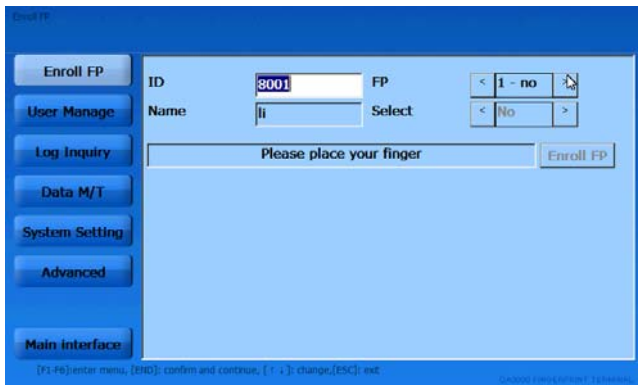 Enroll FP
Enroll FP
ID 8001 FP < 1 - no >
User Manage Name li Select < No >
Log Inquiry Please place your finger Enroll FP
Data M/T
System Setting
Advanced
Main interface
[F1-F6]:enter menu, [END]: confirm and continue, [ ↑ ↓ ]: change,[ESC]: exit
FINGERPRINT TERMINAL